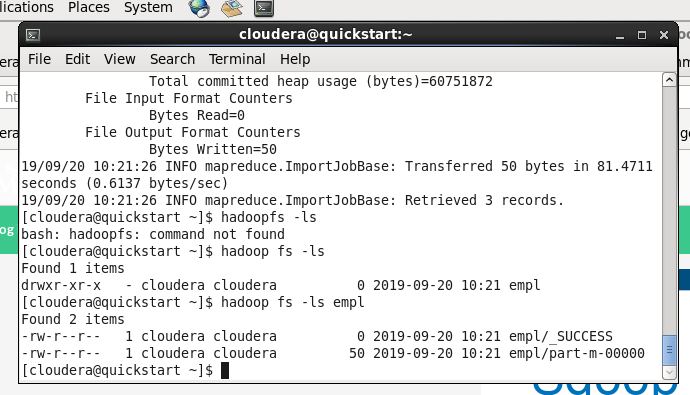 lications Places System
cloudera@quickstart:~
File Edit View Search Terminal Help
Total committed heap usage (bytes)=60751872
File Input Format Counters
Bytes Read=0
File Output Format Counters
Bytes Written=50
19/09/20 10:21:26 INFO mapreduce.ImportJobBase: Transferred 50 bytes in 81.4711
seconds (0.6137 bytes/sec)
19/09/20 10:21:26 INFO mapreduce.ImportJobBase: Retrieved 3 records.
[cloudera@quickstart ~]$ hadoopfs -ls
bash: hadoopfs: command not found
[cloudera@quickstart ~]$ hadoop fs -ls
Found 1 items
drwxr-xr-x   - cloudera cloudera          0 2019-09-20 10:21 empl
[cloudera@quickstart ~]$ hadoop fs -ls empl
Found 2 items
-rw-r--r--   1 cloudera cloudera          0 2019-09-20 10:21 empl/_SUCCESS
-rw-r--r--   1 cloudera cloudera         50 2019-09-20 10:21 empl/part-m-00000
[cloudera@quickstart ~]$